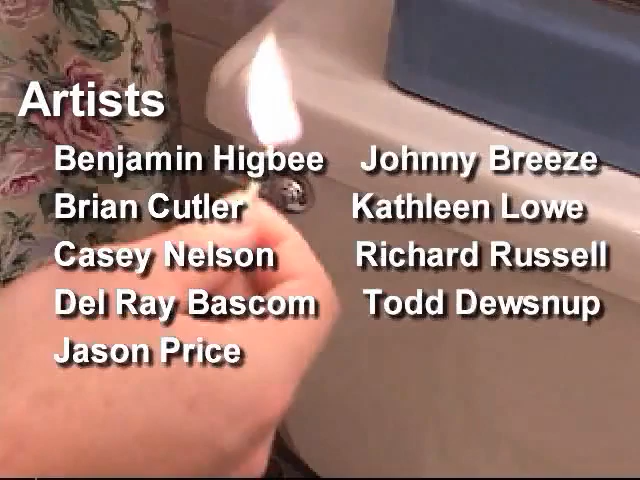 Artists
Benjamin Higbee Johnny Breeze
Brian Cutler Kathleen Lowe
Casey Nelson Richard Russell
Del Ray Bascom Todd Dewsnup
Jason Price